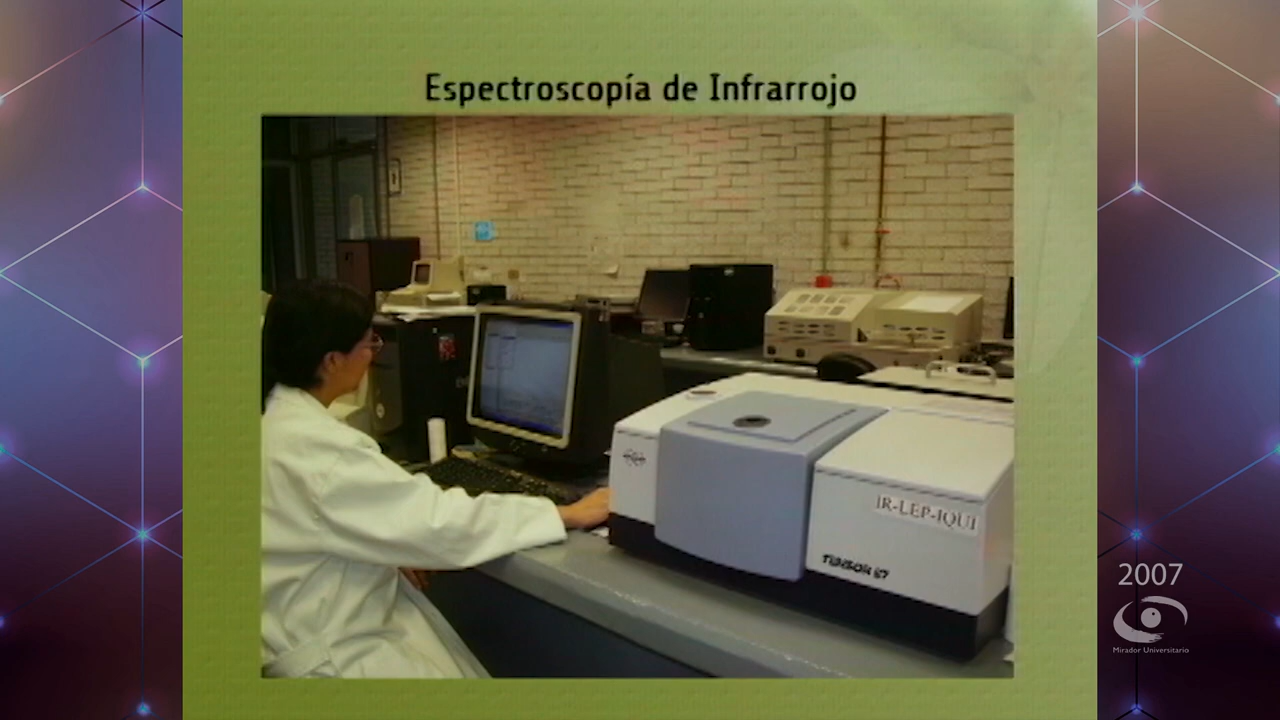 Espectroscopía de Infrarrojo
IR-LEP-IQUI
TENSOR 27
2007
Mirador Universitario